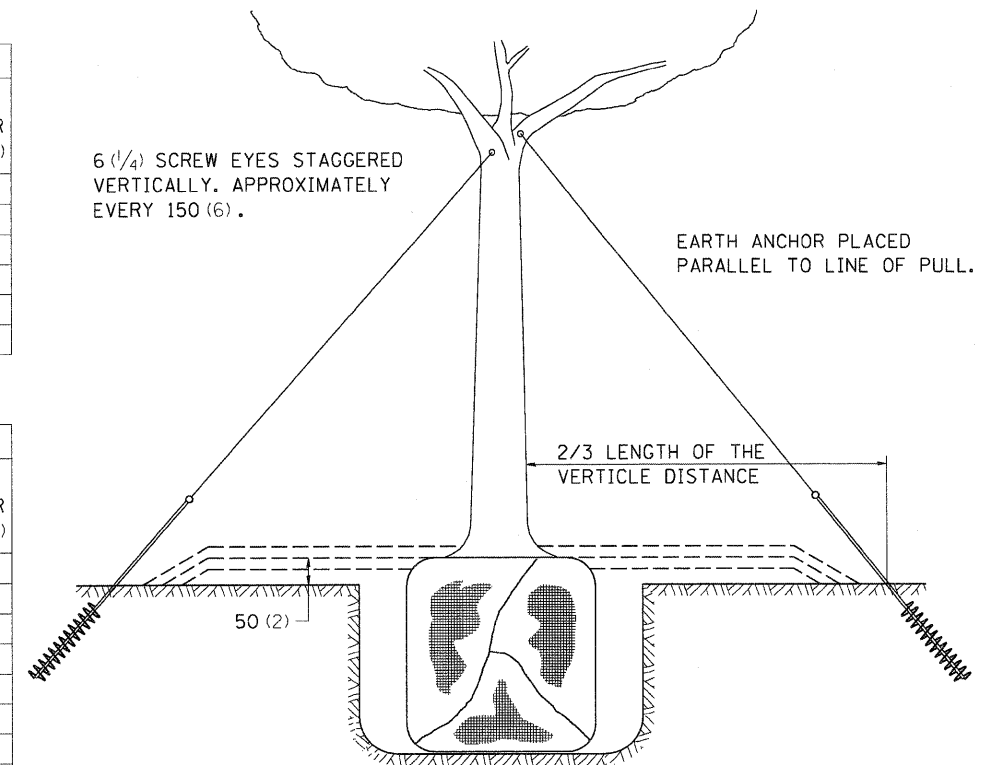 R
)
6 (1/4) SCREW EYES STAGGERED
VERTICALLY. APPROXIMATELY
EVERY 150 (6).
EARTH ANCHOR PLACED
PARALLEL TO LINE OF PULL.
2/3 LENGTH OF THE
VERTICLE DISTANCE
R
)
50 (2)